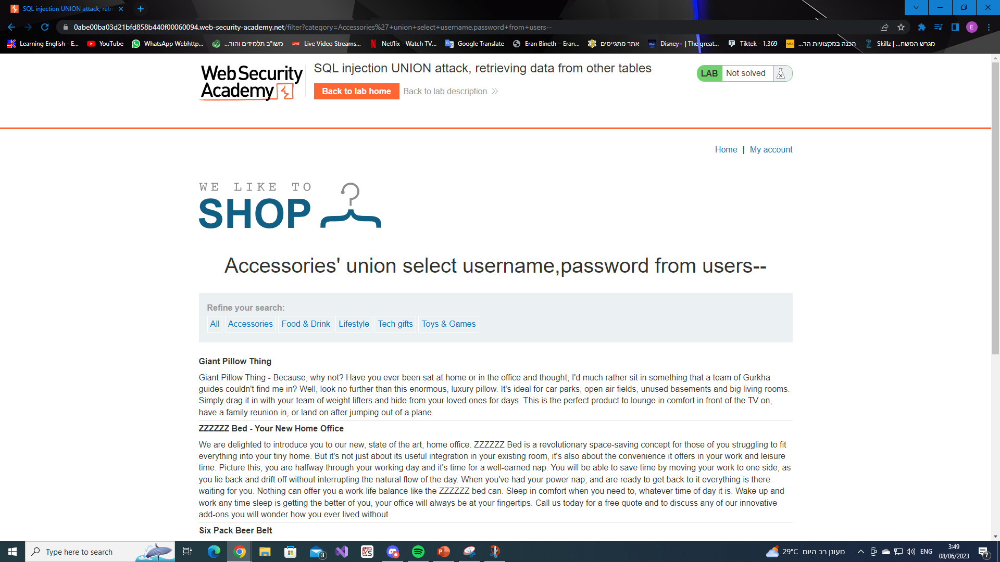 SQL injection UNION attack, retri
0abe00ba03d21bfd858b440f00060094.web-security-academy.net/filter?category=Accessories%27+union+select+username,password+from+users--
E
Learning English - E...
YouTube
WhatsApp Webhttp...
משו"ב תלמידים והור...
LIVE
Live Video Streams...
Netflix - Watch TV...
Google Translate
Eran Bineth – Eran...
אתר מתגייסים
Disney+ | The great...
Tiktek - 1.369
הכנה במקצועות הר...
Skillz | מגרש המשח...
Web Security
Academy
SQL injection UNION attack, retrieving data from other tables
Back to lab home
Back to lab description
LAB
Not solved
Home | My account
WE LIKE TO
SHOP
Accessories' union select username,password from users--
Refine your search:
All
Accessories
Food & Drink
Lifestyle
Tech gifts
Toys & Games
Giant Pillow Thing
Giant Pillow Thing - Because, why not? Have you ever been sat at home or in the office and thought, I'd much rather sit in something that a team of Gurkha
guides couldn't find me in? Well, look no further than this enormous, luxury pillow. It's ideal for car parks, open air fields, unused basements and big living rooms.
Simply drag it in with your team of weight lifters and hide from your loved ones for days. This is the perfect product to lounge in comfort in front of the TV on,
have a family reunion in, or land on after jumping out of a plane.
ZZZZZZ Bed - Your New Home Office
We are delighted to introduce you to our new, state of the art, home office. ZZZZZZ Bed is a revolutionary space-saving concept for those of you struggling to fit
everything into your tiny home. But it's not just about its useful integration in your existing room, it's also about the convenience it offers in your work and leisure
time. Picture this, you are halfway through your working day and it's time for a well-earned nap. You will be able to save time by moving your work to one side, as
you lie back and drift off without interrupting the natural flow of the day. When you've had your power nap, and are ready to get back to it everything is there
waiting for you. Nothing can offer you a work-life balance like the ZZZZZZ bed can. Sleep in comfort when you need to, whatever time of day it is. Wake up and
work any time sleep is getting the better of you, your office will always be at your fingertips. Call us today for a free quote and to discuss any of our innovative
add-ons you will wonder how you ever lived without
Six Pack Beer Belt
Type here to search
3
29°C מעונן רב היום
ENG
3:49
08/06/2023
7